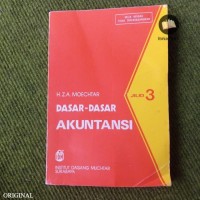 H.Z.A. MOECHTAR
JILID 3
DASAR-DASAR
AKUNTANSI
INSTITUT DAGANG MUCHTAR
SURABAYA
ORIGINAL